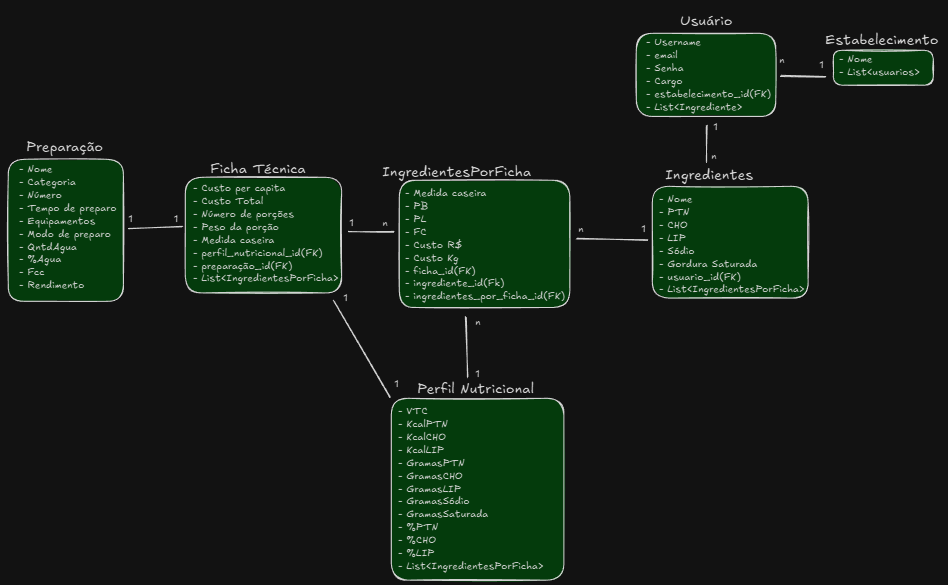 Usuário
- Username
- email
- Senha
- Cargo
- estabelecimento_id(FK)
- List<Ingrediente>
n
1
Estabelecimento
- Nome
- List<usuarios>
1
n
Preparação
- Nome
- Categoria
- Número
- Tempo de preparo
- Equipamentos
- Modo de preparo
- QntdAgua
- %Agua
- Fcc
- Rendimento
1
1
Ficha Técnica
- Custo per capita
- Custo Total
- Número de porções
- Peso da porção
- Medida caseira
- perfil_nutricional_id(FK)
- preparação_id(FK)
- List<IngredientesPorFicha>
1
n
IngredientesPorFicha
- Medida caseira
- PB
- PL
- FC
- Custo R$
- Custo Kg
- ficha_id(FK)
- ingrediente_id(Fk)
- ingredientes_por_ficha_id(FK)
n
1
Ingredientes
- Nome
- PTN
- CHO
- LIP
- Sódio
- Gordura Saturada
- usuario_id(FK)
- List<IngredientesPorFicha>
1
1
n
1
Perfil Nutricional
- VTC
- KcalPTN
- KcalCHO
- KcalLIP
- GramasPTN
- GramasCHO
- GramasLIP
- GramasSódio
- GramasSaturada
- %PTN
- %CHO
- %LIP
- List<IngredientesPorFicha>